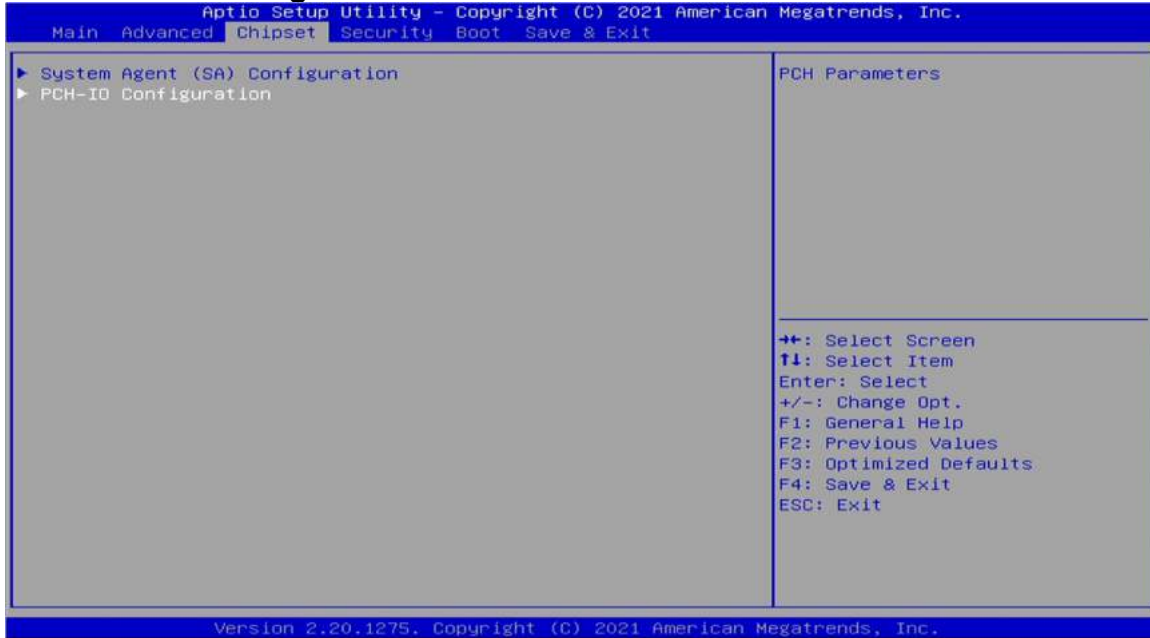 Aptio Setup Utility – Copyright (C) 2021 American Megatrends, Inc.
Main Advanced Chipset Security Boot Save & Exit
▶ System Agent (SA) Configuration
▶ PCH-IO Configuration
PCH Parameters
→←: Select Screen
↑↓: Select Item
Enter: Select
+/-: Change Opt.
F1: General Help
F2: Previous Values
F3: Optimized Defaults
F4: Save & Exit
ESC: Exit
Version 2.20.1275. Copyright (C) 2021 American Megatrends, Inc.